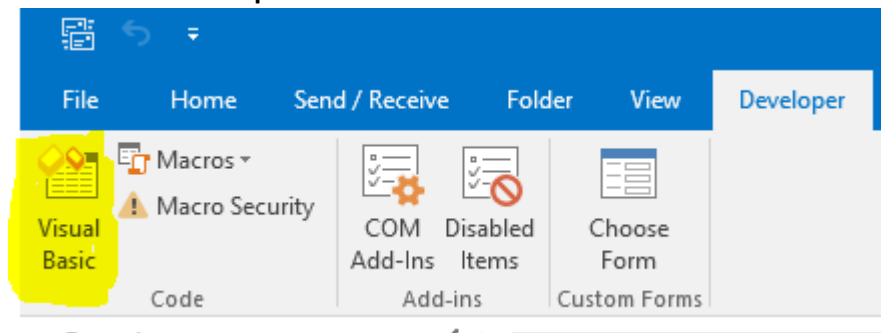 File Home Send / Receive Folder View Developer
Macros
Macro Security
Visual Basic
COM Add-Ins
Disabled Items
Choose Form
Code Add-ins Custom Forms